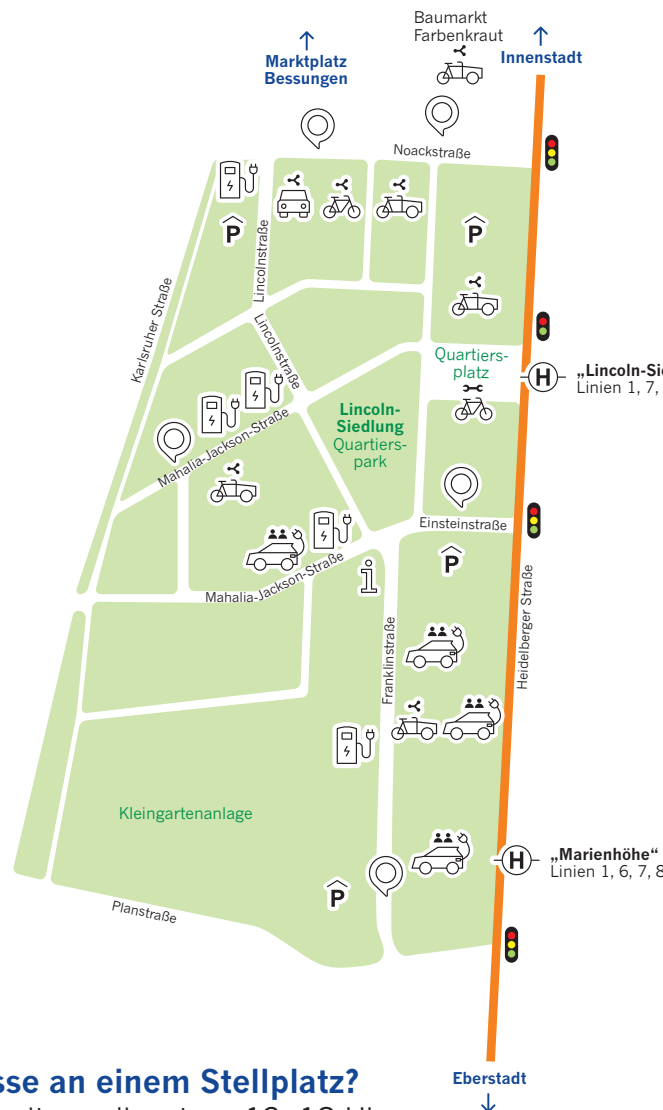 Baumarkt
Farbenkraut
Marktplatz
Bessungen
Innenstadt
Noackstraße
P
P
Lincolnstraße
Karlsruher Straße
Lincolnstraße
Quartiers-
platz
H
„Lincoln-Sie
Linien 1, 7,
Lincoln-
Siedlung
Quartiers-
park
Mahalia-Jackson-Straße
Einsteinstraße
P
Mahalia-Jackson-Straße
i
Franklinstraße
Heidelberger Straße
Kleingartenanlage
H
„Marienhöhe“
Linien 1, 6, 7, 8
P
Planstraße
sse an einem Stellplatz?
Eberstadt